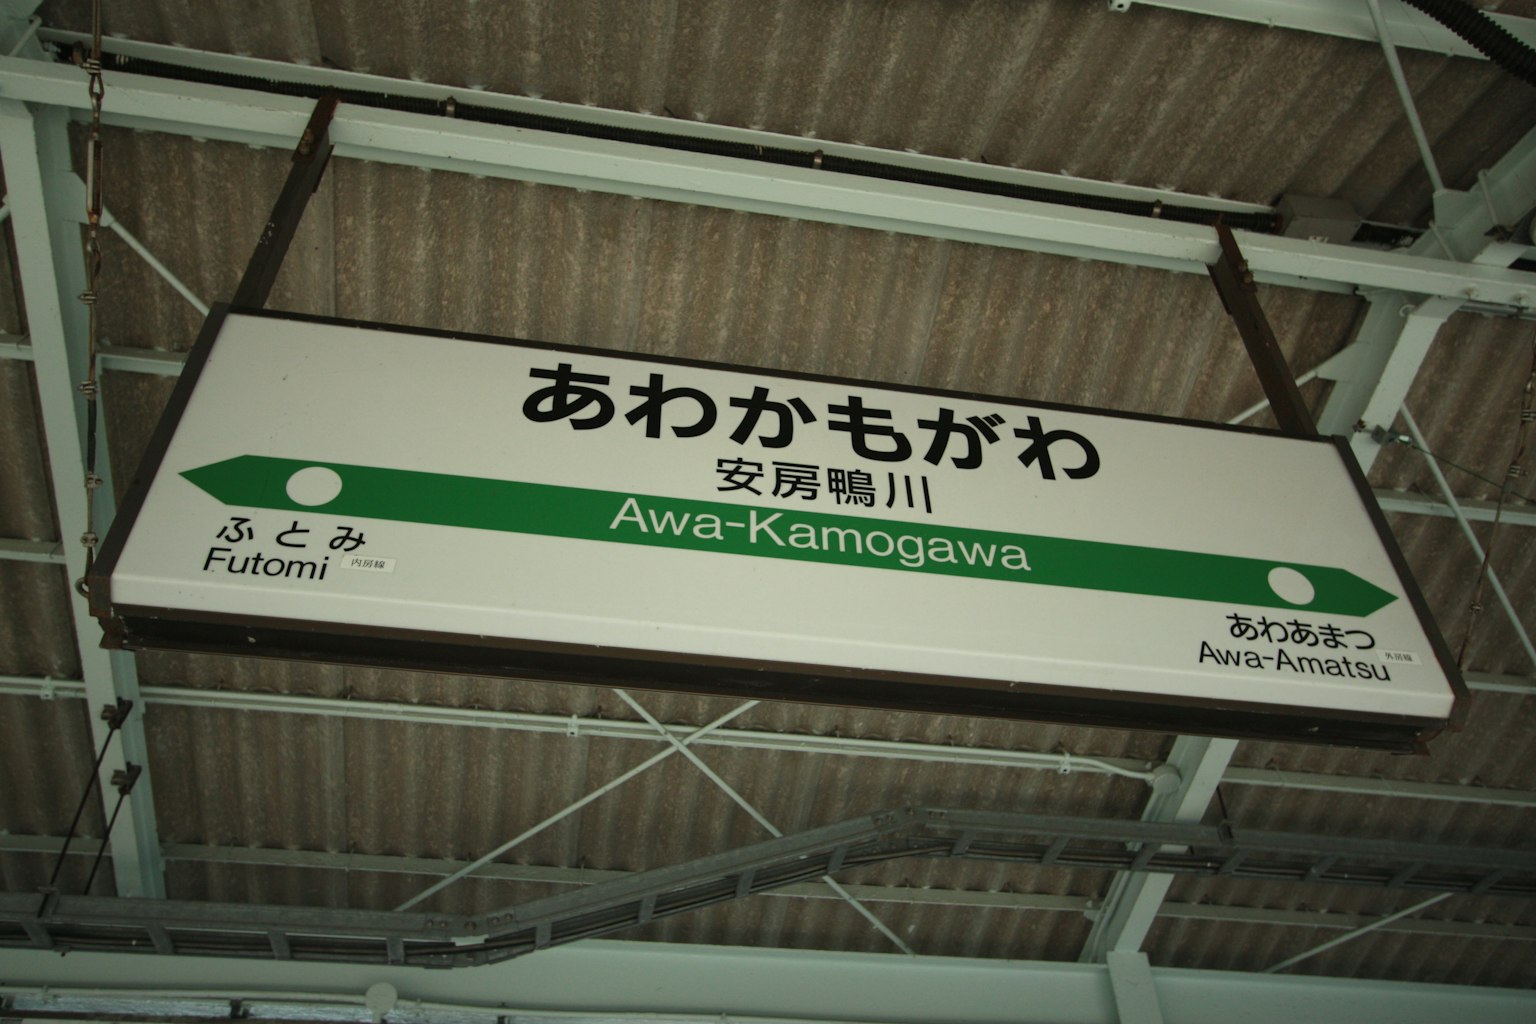 あわかもがわ
安房鴨川
Awa-Kamogawa
ふとみ
Futomi
内房線
あわあまつ
Awa-Amatsu
外房線